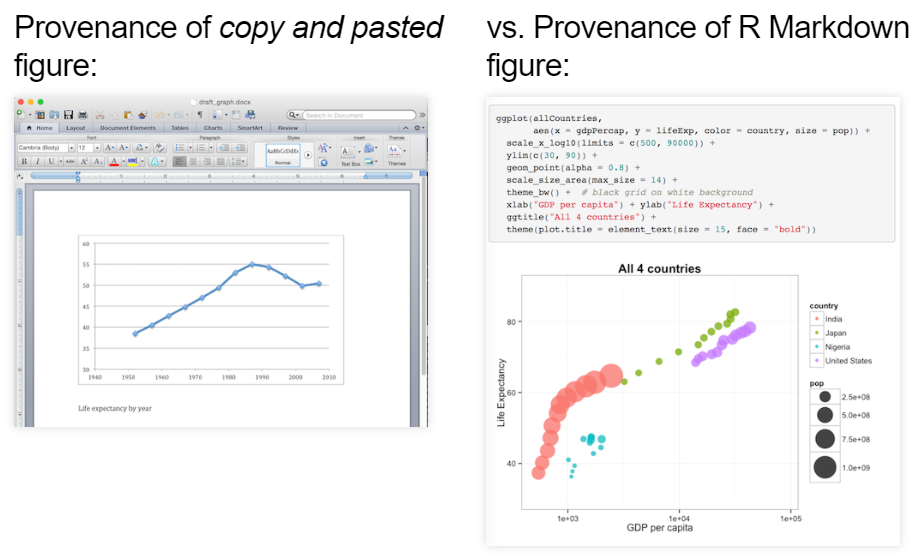 Provenance of copy and pasted
figure:
vs. Provenance of R Markdown
figure:
draft_graph.docx
Search in Document
Home Layout Document Elements Tables Charts SmartArt Review
Font Paragraph Styles Insert Themes
Cambria (Body) 12 AaBbCcDdEe
B I U ABC Normal Text Box Themes
60
55
50
45
40
35
30
1940 1950 1960 1970 1980 1990 2000 2010
Life expectancy by year
ggplot(allCountries,
aes(x = gdpPercap, y = lifeExp, color = country, size = pop)) +
scale_x_log10(limits = c(500, 90000)) +
ylim(c(30, 90)) +
geom_point(alpha = 0.8) +
scale_size_area(max_size = 14) +
theme_bw() + # black grid on white background
xlab("GDP per capita") + ylab("Life Expectancy") +
ggtitle("All 4 countries") +
theme(plot.title = element_text(size = 15, face = "bold"))
All 4 countries
Life Expectancy
80
60
40
1e+03 1e+04 1e+05
GDP per capita
country
India
Japan
Nigeria
United States
pop
2.5e+08
5.0e+08
7.5e+08
1.0e+09